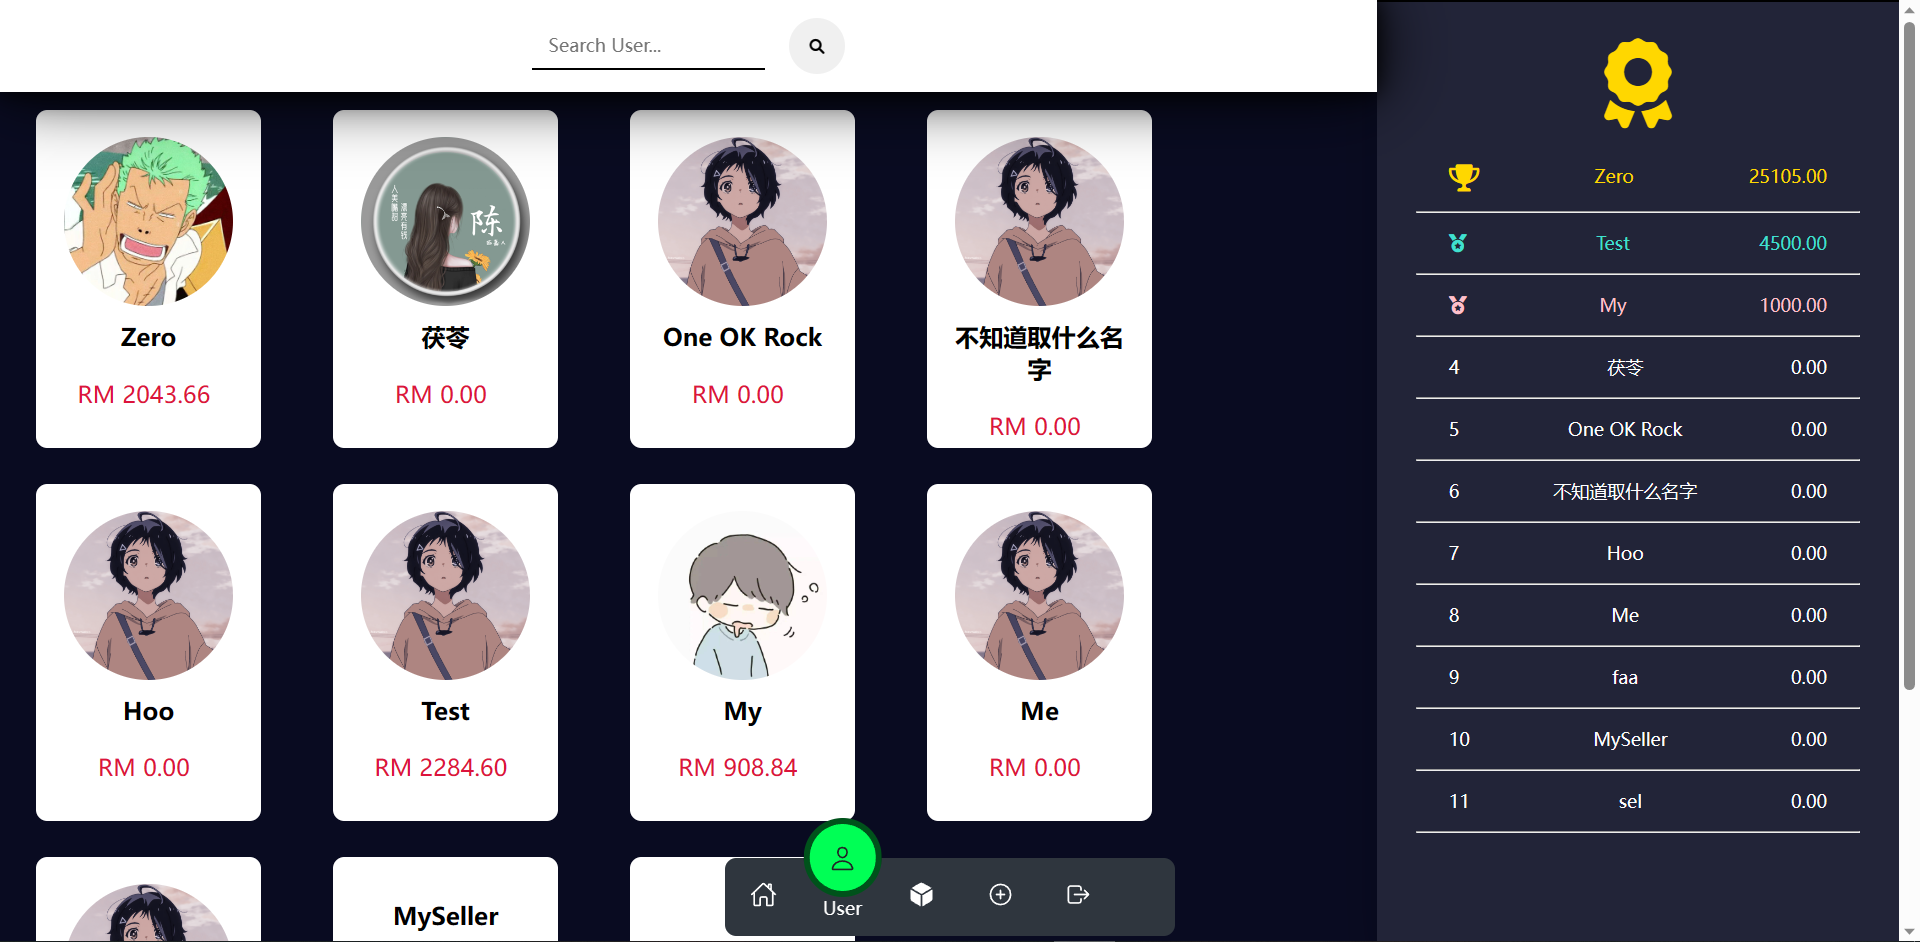 Search User...
Zero
RM 2043.66
陈
茯苓
RM 0.00
One OK Rock
RM 0.00
不知道取什么名
字
RM 0.00
Hoo
RM 0.00
Test
RM 2284.60
My
RM 908.84
Me
RM 0.00
MySeller
User
Zero 25105.00
Test 4500.00
My 1000.00
4 茯苓 0.00
5 One OK Rock 0.00
6 不知道取什么名字 0.00
7 Hoo 0.00
8 Me 0.00
9 faa 0.00
10 MySeller 0.00
11 sel 0.00